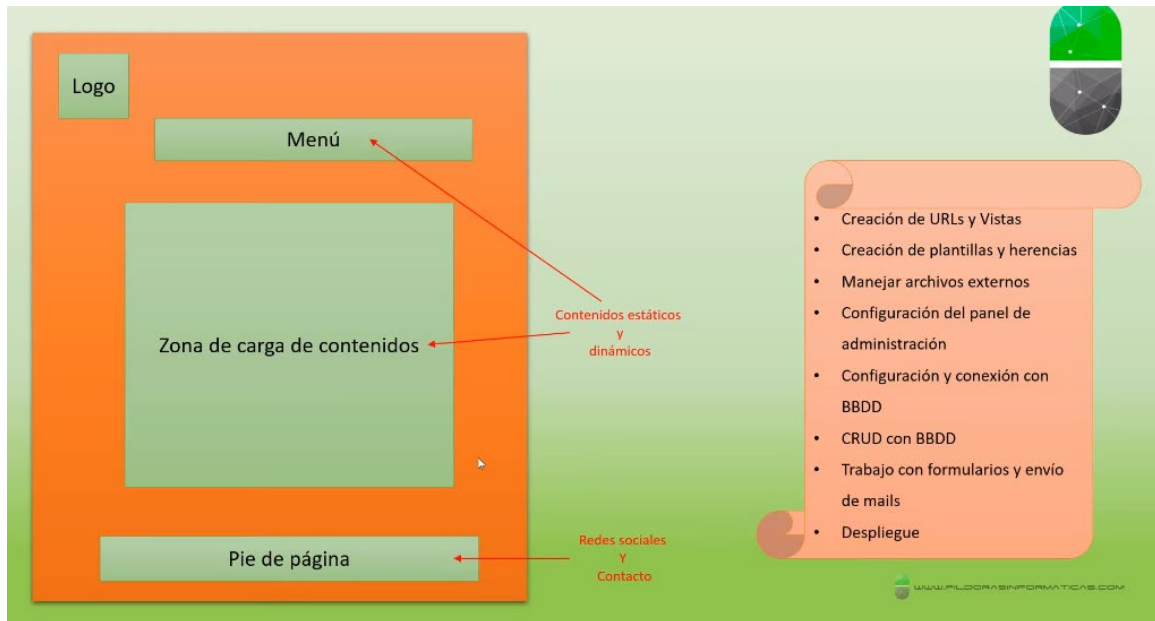 Logo
Menú
Zona de carga de contenidos
Contenidos estáticos
y
dinámicos
Pie de página
Redes sociales
Y
Contacto
• Creación de URLs y Vistas
• Creación de plantillas y herencias
• Manejar archivos externos
• Configuración del panel de
administración
• Configuración y conexión con
BBDD
• CRUD con BBDD
• Trabajo con formularios y envío
de mails
• Despliegue
WWW.PILDORASINFORMATICAS.COM